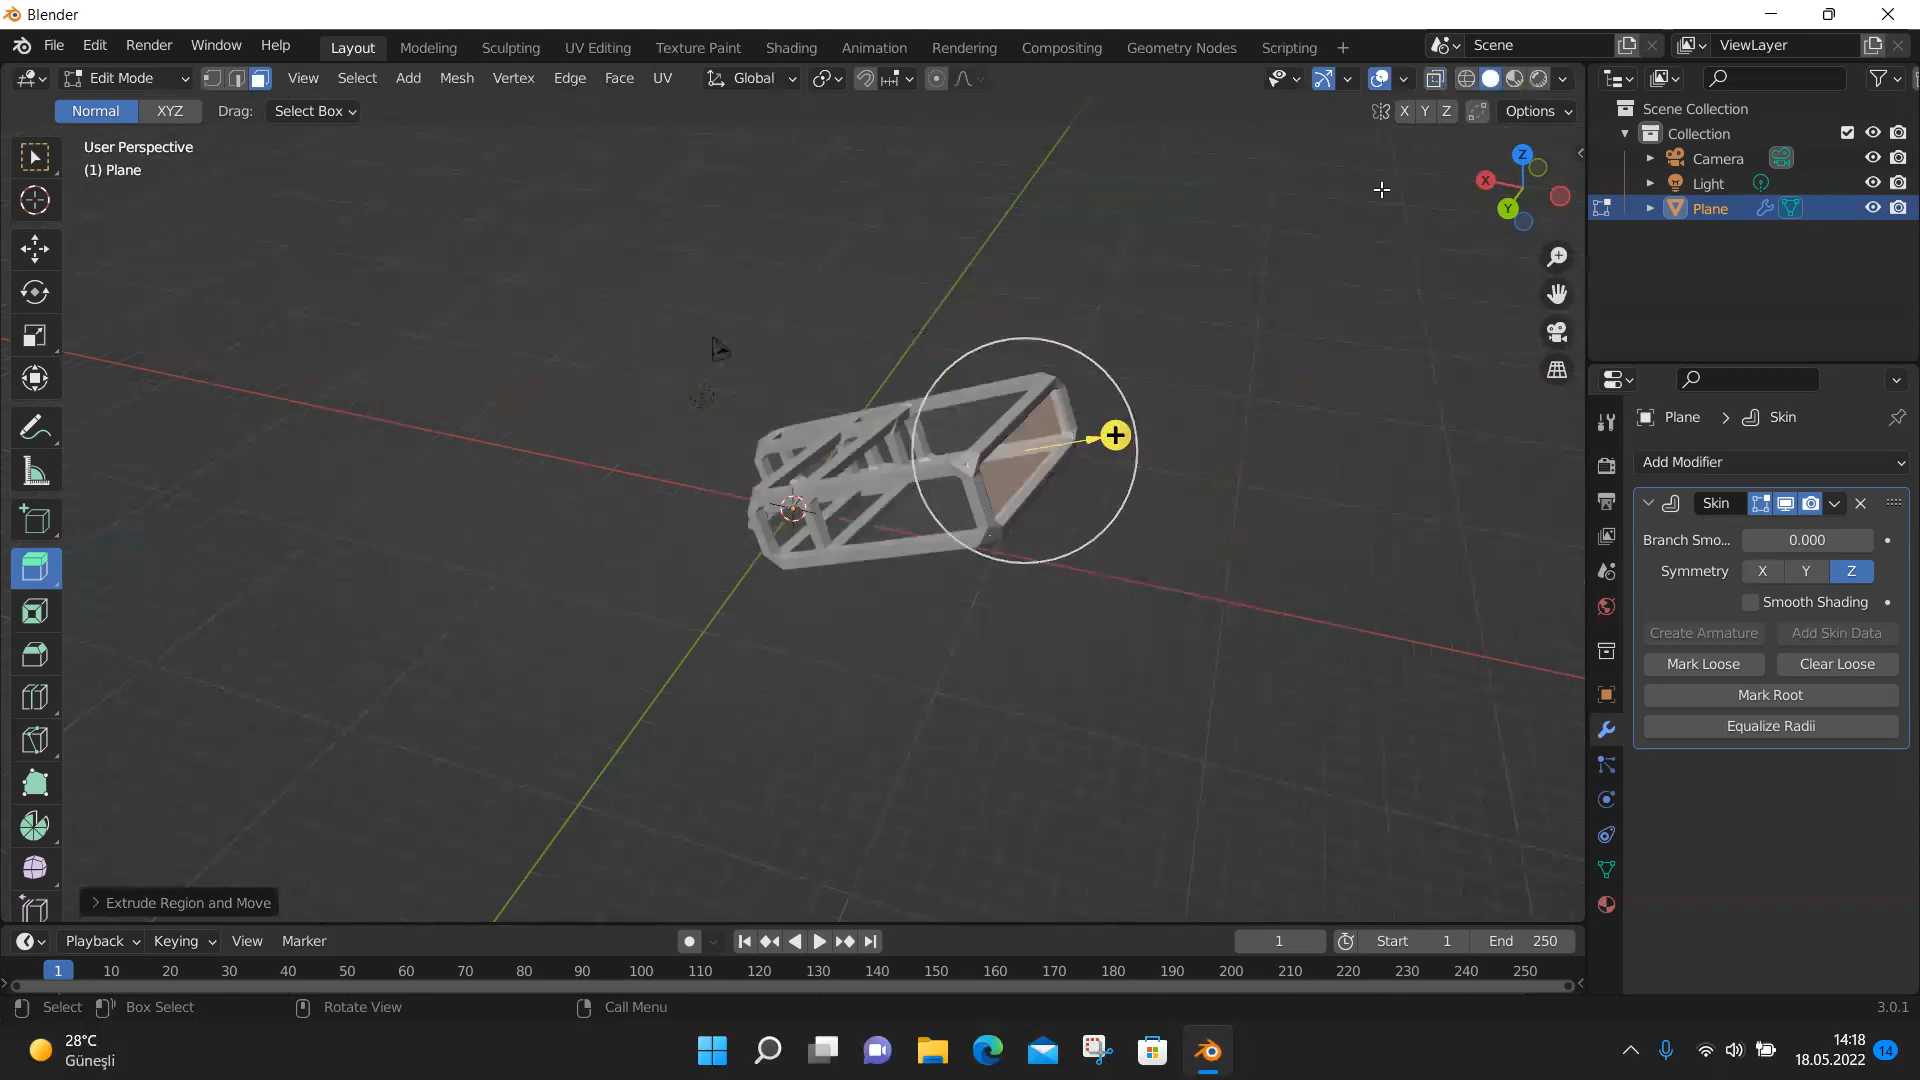 Blender
File Edit Render Window Help
Layout Modeling Sculpting UV Editing Texture Paint Shading Animation Rendering Compositing Geometry Nodes Scripting +
Scene
ViewLayer
Edit Mode
View Select Add Mesh Vertex Edge Face UV
Global
Normal XYZ Drag: Select Box
X Y Z Options
User Perspective
(1) Plane
Z
X
Y
Scene Collection
Collection
Camera
Light
Plane
Plane > Skin
Add Modifier
Skin
Branch Smo... 0.000
Symmetry X Y Z
Smooth Shading
Create Armature Add Skin Data
Mark Loose Clear Loose
Mark Root
Equalize Radii
> Extrude Region and Move
Playback Keying View Marker
1 Start 1 End 250
1 10 20 30 40 50 60 70 80 90 100 110 120 130 140 150 160 170 180 190 200 210 220 230 240 250
Select Box Select Rotate View Call Menu 3.0.1
28°C
Güneşli
14:18
18.05.2022
14